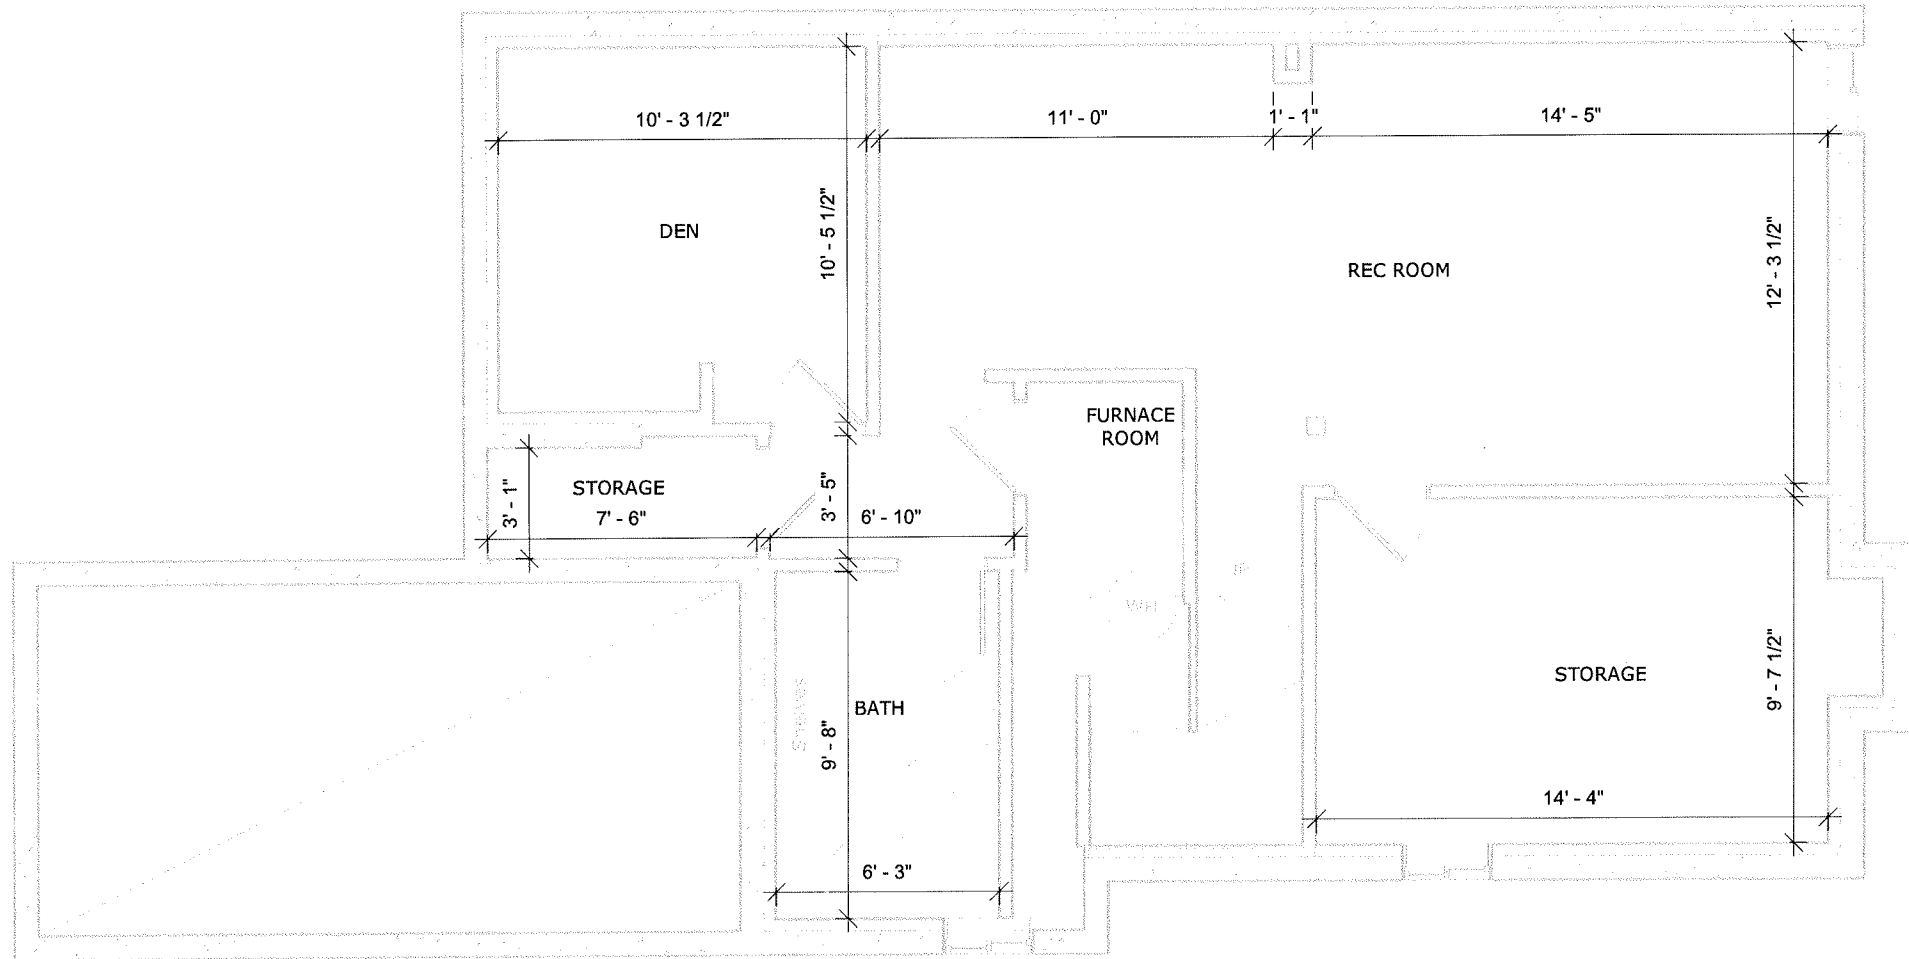 10' - 3 1/2"
11' - 0"
1' - 1"
14' - 5"
10' - 5 1/2"
12' - 3 1/2"
DEN
REC ROOM
FURNACE
ROOM
STORAGE
3' - 1"
7' - 6"
3' - 5"
6' - 10"
WH
9' - 7 1/2"
STORAGE
Shelves
BATH
9' - 8"
14' - 4"
6' - 3"